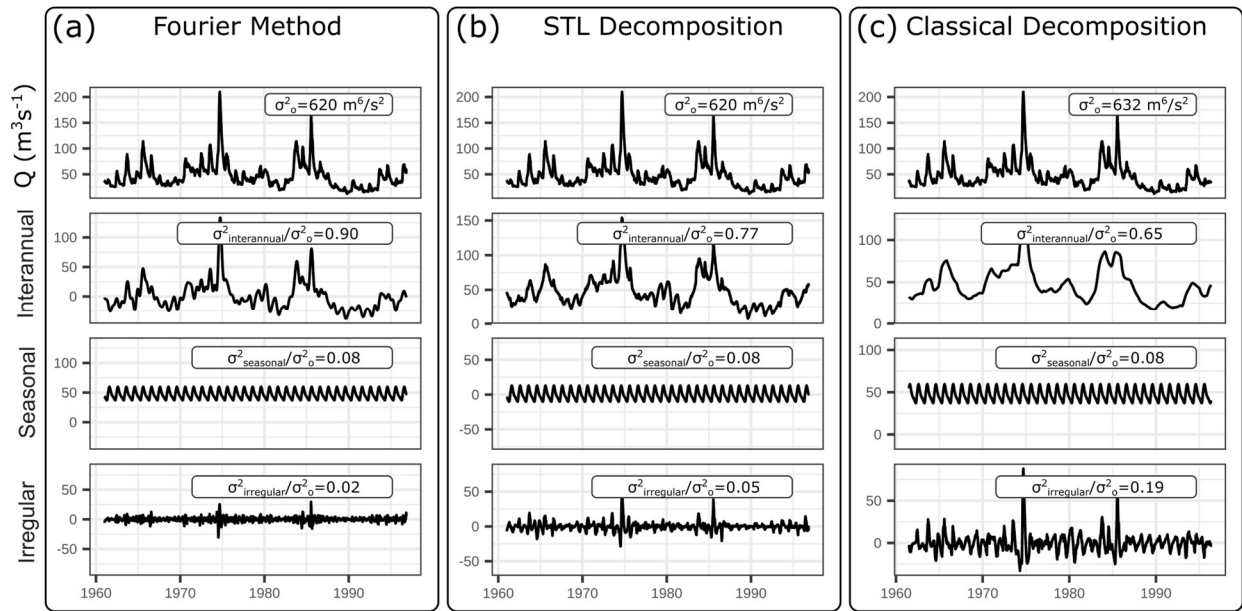 (a) Fourier Method
(b) STL Decomposition
(c) Classical Decomposition
Q (m³s⁻¹)
200
150
100
50
σ²ₒ=620 m⁶/s²
200
150
100
50
σ²ₒ=620 m⁶/s²
200
150
100
50
σ²ₒ=632 m⁶/s²
Interannual
100
50
0
σ²interannual/σ²ₒ=0.90
150
100
50
0
σ²interannual/σ²ₒ=0.77
100
50
0
σ²interannual/σ²ₒ=0.65
Seasonal
100
50
0
σ²seasonal/σ²ₒ=0.08
50
0
-50
σ²seasonal/σ²ₒ=0.08
100
50
0
σ²seasonal/σ²ₒ=0.08
Irregular
50
0
-50
σ²irregular/σ²ₒ=0.02
50
0
-50
σ²irregular/σ²ₒ=0.05
50
0
σ²irregular/σ²ₒ=0.19
1960 1970 1980 1990
1960 1970 1980 1990
1960 1970 1980 1990